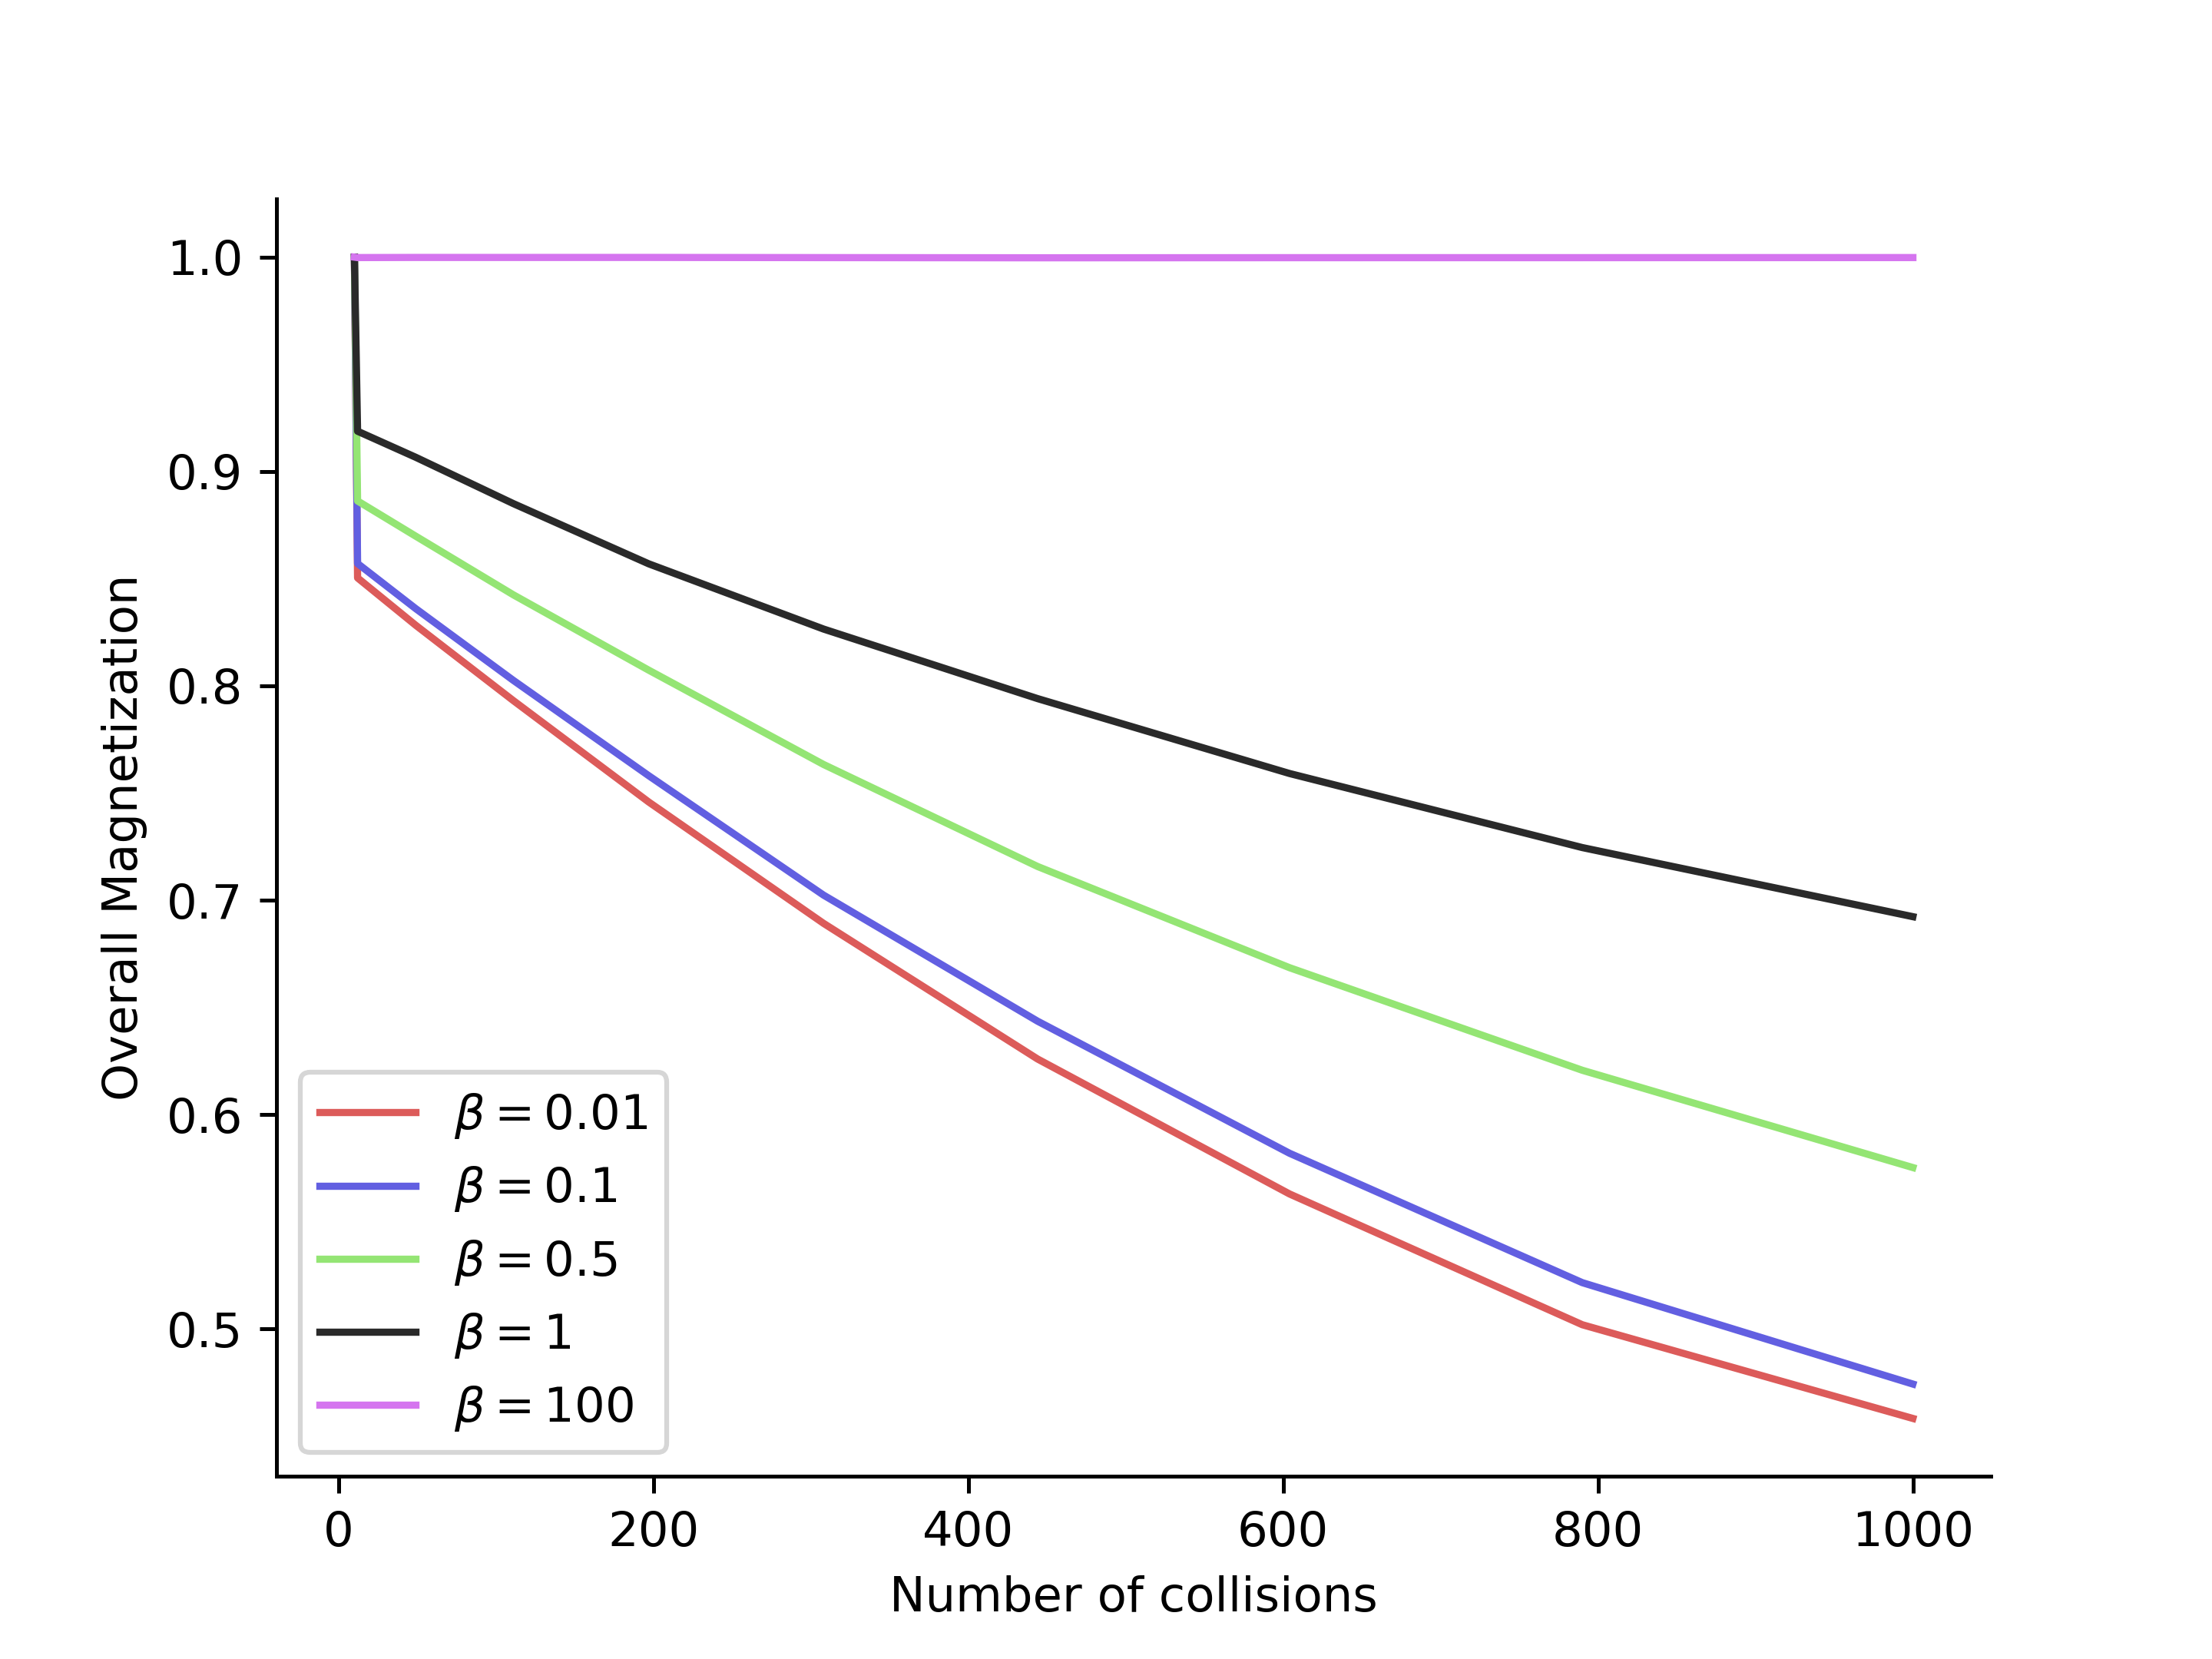 Overall Magnetization
1.0
0.9
0.8
0.7
0.6
0.5
β = 0.01
β = 0.1
β = 0.5
β = 1
β = 100
0 200 400 600 800 1000
Number of collisions